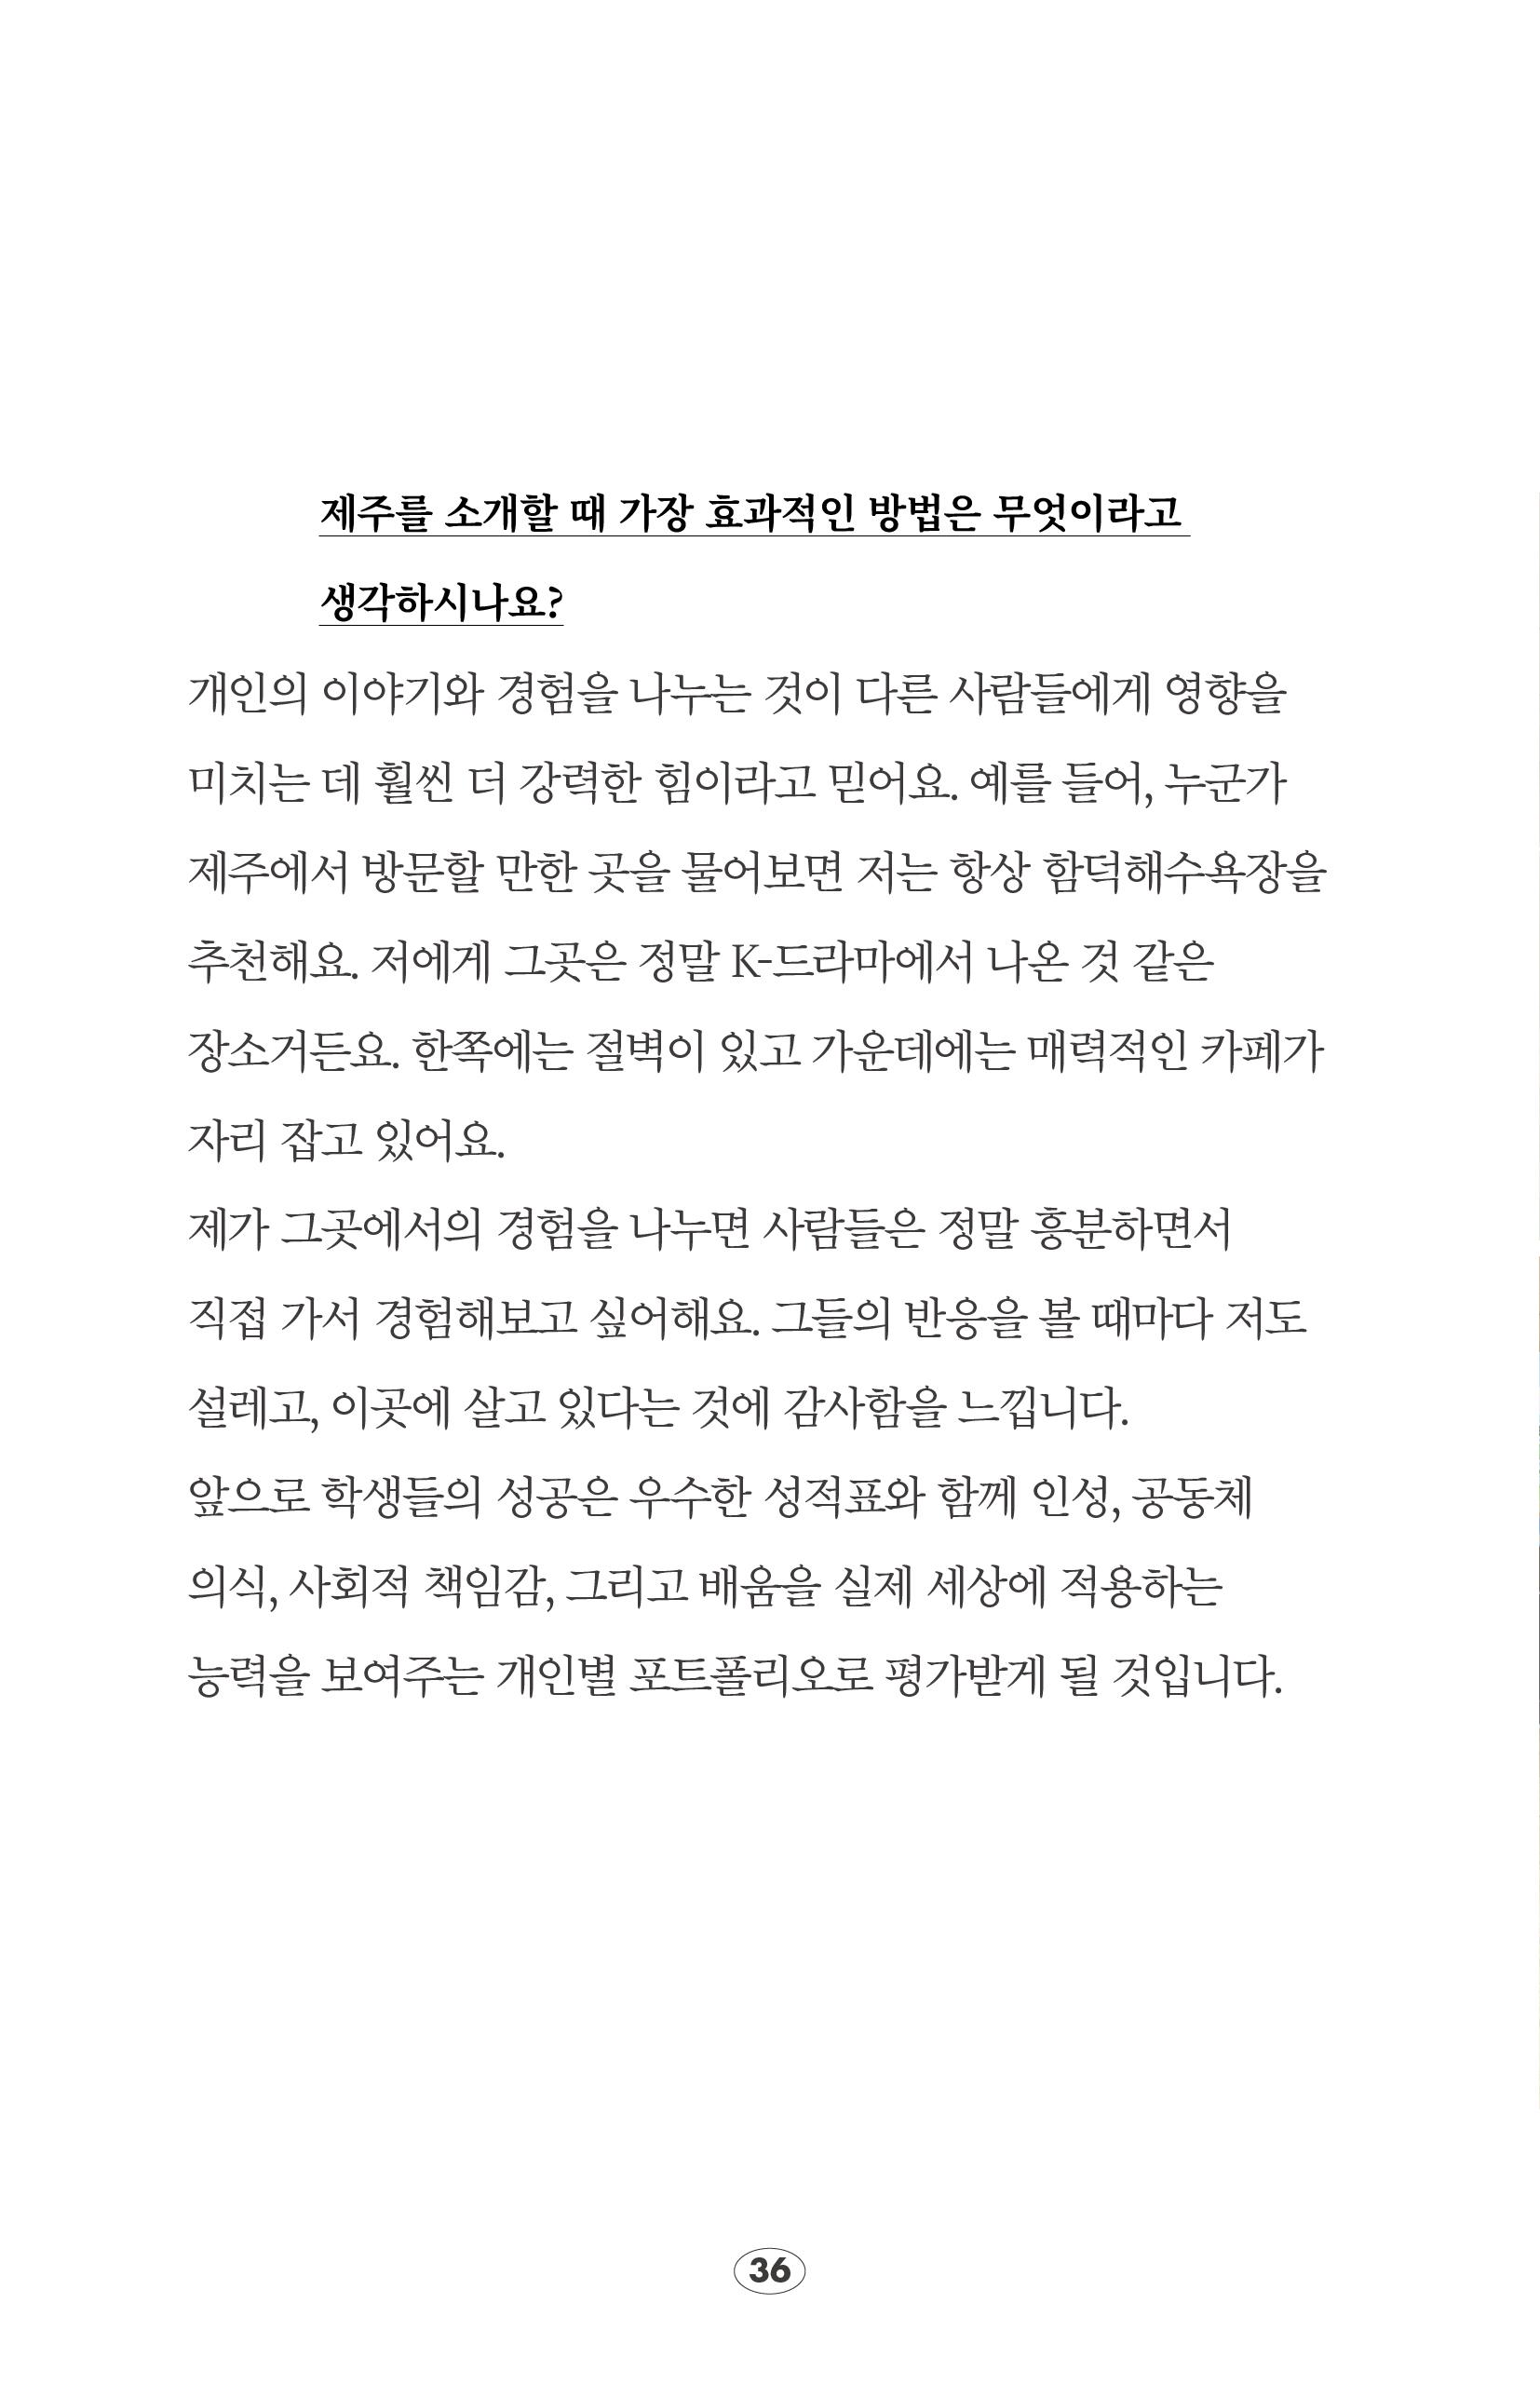 제주를 소개할 때 가장 효과적인 방법은 무엇이라고
생각하시나요?
개인의 이야기와 경험을 나누는 것이 다른 사람들에게 영향을
미치는 데 훨씬 더 강력한 힘이라고 믿어요. 예를 들어, 누군가
제주에서 방문할 만한 곳을 물어보면 저는 항상 함덕해수욕장을
추천해요. 저에게 그곳은 정말 K-드라마에서 나온 것 같은
장소거든요. 한쪽에는 절벽이 있고 가운데에는 매력적인 카페가
자리 잡고 있어요.
제가 그곳에서의 경험을 나누면 사람들은 정말 흥분하면서
직접 가서 경험해보고 싶어해요. 그들의 반응을 볼 때마다 저도
설레고, 이곳에 살고 있다는 것에 감사함을 느낍니다.
앞으로 학생들의 성공은 우수한 성적표와 함께 인성, 공동체
의식, 사회적 책임감, 그리고 배움을 실제 세상에 적용하는
능력을 보여주는 개인별 포트폴리오로 평가받게 될 것입니다.
36